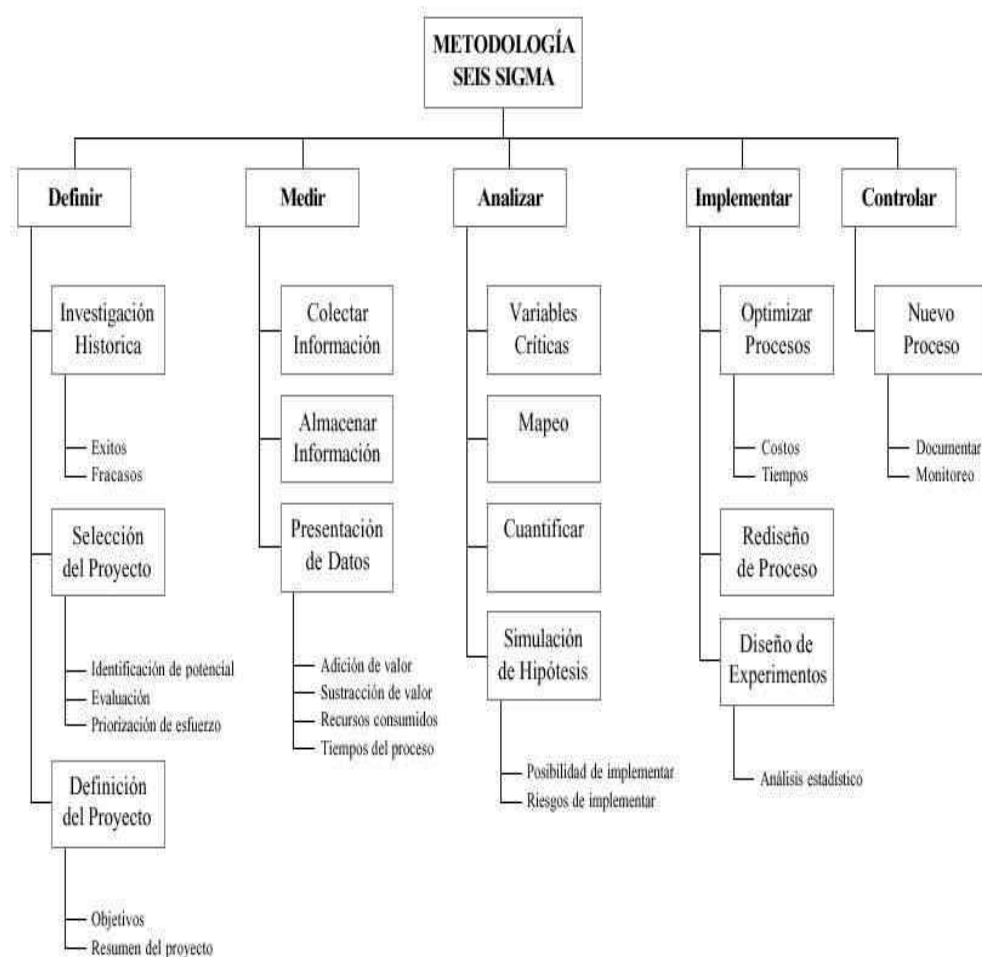 METODOLOGÍA
SEIS SIGMA
Definir
Investigación
Historica
Exitos
Fracasos
Selección
del Proyecto
Identificación de potencial
Evaluación
Priorización de esfuerzo
Definición
del Proyecto
Objetivos
Resumen del proyecto
Medir
Colectar
Información
Almacenar
Información
Presentación
de Datos
Adición de valor
Sustracción de valor
Recursos consumidos
Tiempos del proceso
Analizar
Variables
Críticas
Mapeo
Cuantificar
Simulación
de Hipótesis
Posibilidad de implementar
Riesgos de implementar
Implementar
Optimizar
Procesos
Costos
Tiempos
Rediseño
de Proceso
Diseño de
Experimentos
Análisis estadístico
Controlar
Nuevo
Proceso
Documentar
Monitoreo